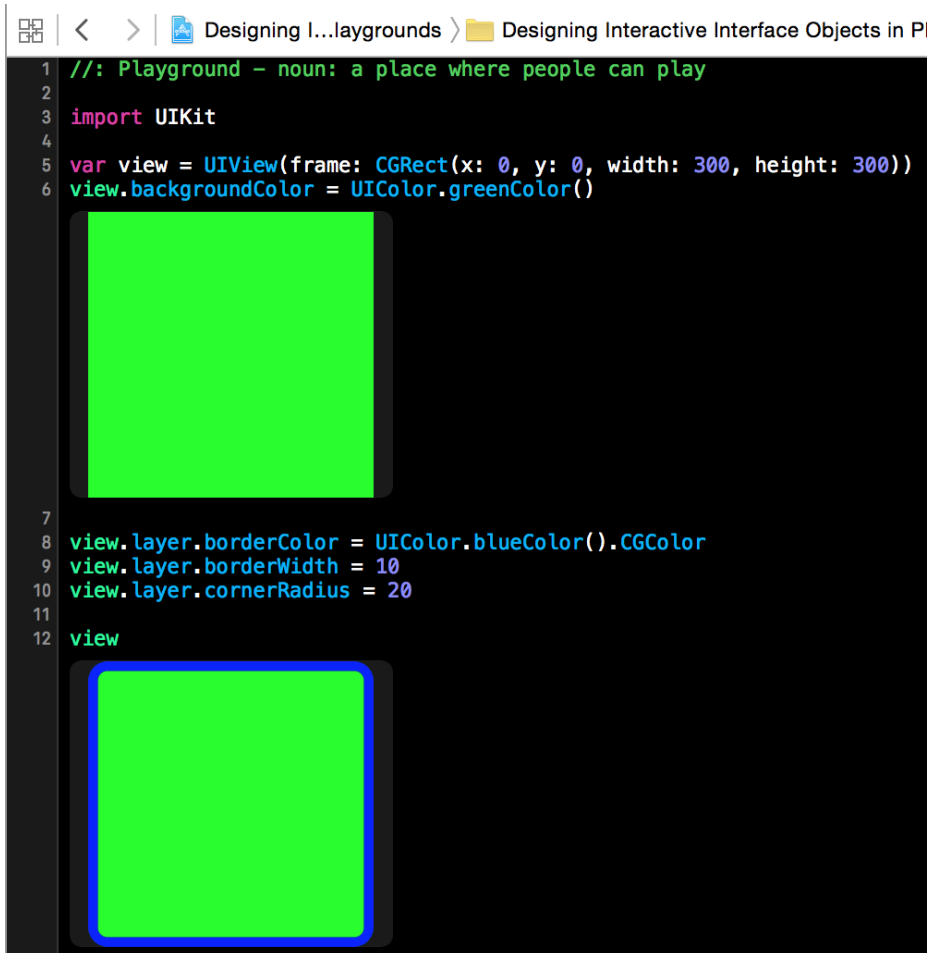 Designing I...laygrounds 〉 Designing Interactive Interface Objects in Pl
1 //: Playground – noun: a place where people can play
2
3 import UIKit
4
5 var view = UIView(frame: CGRect(x: 0, y: 0, width: 300, height: 300))
6 view.backgroundColor = UIColor.greenColor()
7
8 view.layer.borderColor = UIColor.blueColor().CGColor
9 view.layer.borderWidth = 10
10 view.layer.cornerRadius = 20
11
12 view